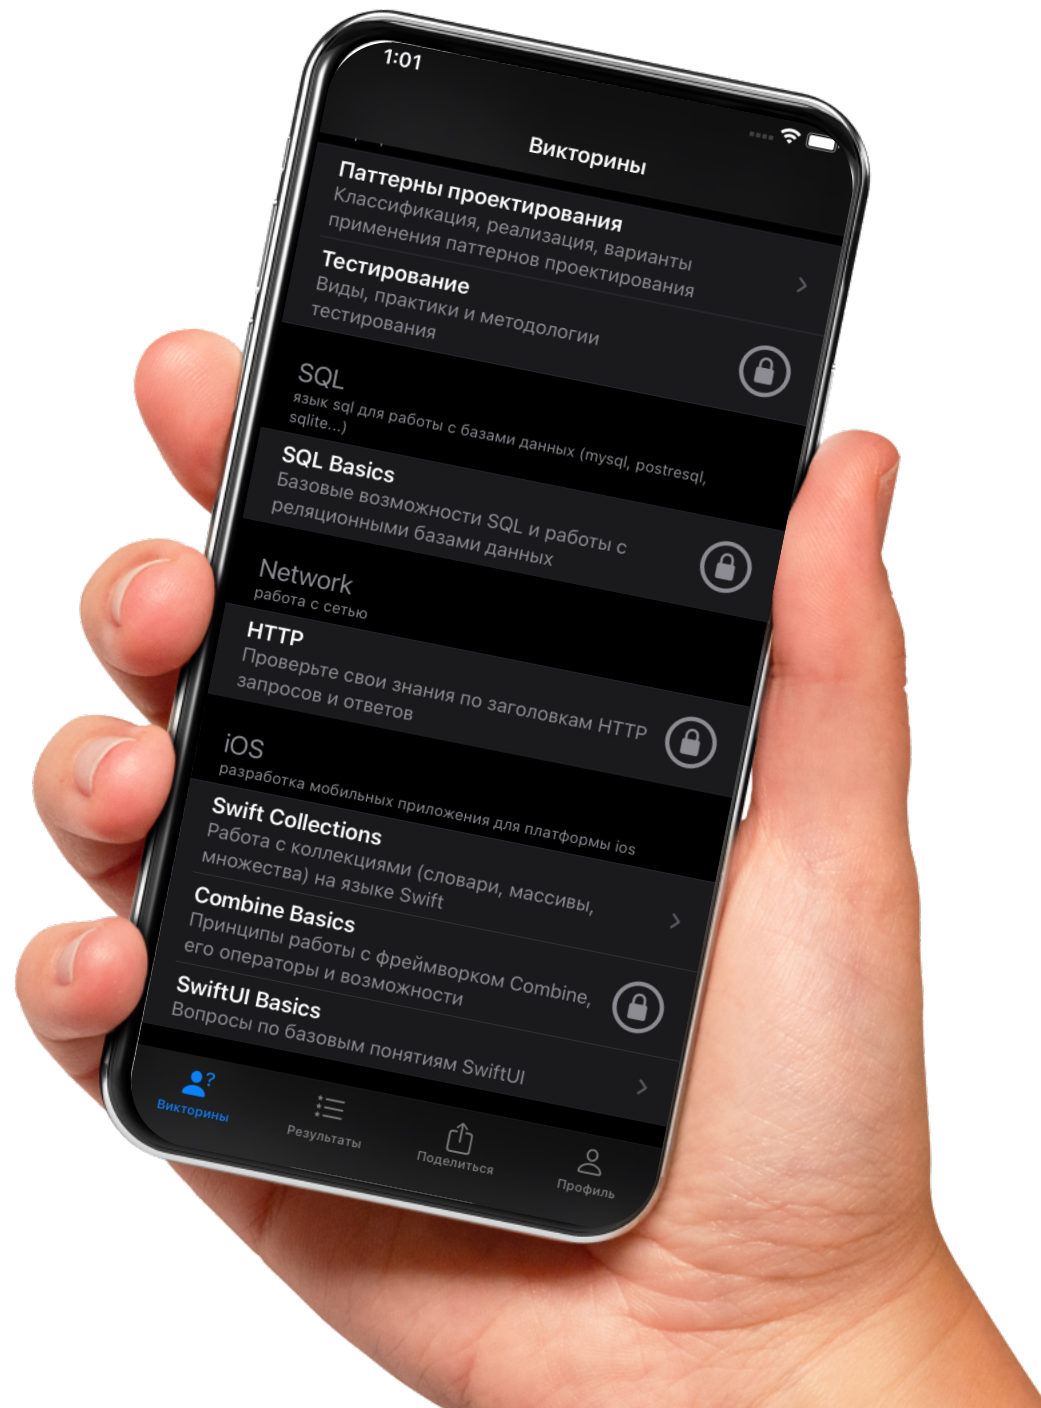 1:01
Викторины
Паттерны проектирования
Классификация, реализация, варианты
применения паттернов проектирования
Тестирование
Виды, практики и методологии
тестирования
SQL
язык sql для работы с базами данных (mysql, postresql,
sqlite...)
SQL Basics
Базовые возможности SQL и работы с
реляционными базами данных
Network
работа с сетью
HTTP
Проверьте свои знания по заголовкам HTTP
запросов и ответов
iOS
разработка мобильных приложения для платформы ios
Swift Collections
Работа с коллекциями (словари, массивы,
множества) на языке Swift
Combine Basics
Принципы работы с фреймворком Combine,
его операторы и возможности
SwiftUI Basics
Вопросы по базовым понятиям SwiftUI
Викторины
Результаты
Поделиться
Профиль